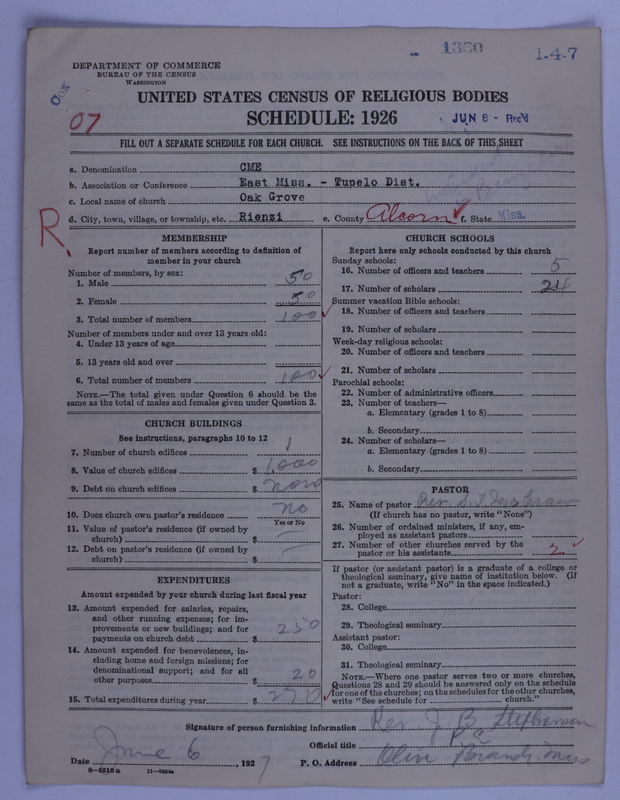 1360
1-4-7
DEPARTMENT OF COMMERCE
BUREAU OF THE CENSUS
WASHINGTON
Cox
UNITED STATES CENSUS OF RELIGIOUS BODIES
07
SCHEDULE: 1926
JUN 8 - Rec'd
FILL OUT A SEPARATE SCHEDULE FOR EACH CHURCH. SEE INSTRUCTIONS ON THE BACK OF THIS SHEET
a. Denomination CME
b. Association or Conference East Miss. - Tupelo Dist.
c. Local name of church Oak Grove
d. City, town, village, or township, etc. Rienzi e. County Alcorn f. State Miss.
R.
MEMBERSHIP
Report number of members according to definition of
member in your church
Number of members, by sex:
1. Male 50
2. Female 50
3. Total number of members 100
Number of members under and over 13 years old:
4. Under 13 years of age
5. 13 years old and over
6. Total number of members 100
NOTE.—The total given under Question 6 should be the
same as the total of males and females given under Question 3.
CHURCH BUILDINGS
See instructions, paragraphs 10 to 12
7. Number of church edifices 1
8. Value of church edifices $ 1,000
9. Debt on church edifices $
10. Does church own pastor's residence no
Yes or No
11. Value of pastor's residence (if owned by
church) $ —
12. Debt on pastor's residence (if owned by
church) $ —
EXPENDITURES
Amount expended by your church during last fiscal year
13. Amount expended for salaries, repairs,
and other running expenses; for im-
provements or new buildings; and for
payments on church debt $ 250
14. Amount expended for benevolences, in-
cluding home and foreign missions; for
denominational support; and for all
other purposes $ 20
15. Total expenditures during year $ 270
CHURCH SCHOOLS
Report here only schools conducted by this church
Sunday schools:
16. Number of officers and teachers 5
17. Number of scholars
Summer vacation Bible schools:
18. Number of officers and teachers
19. Number of scholars
Week-day religious schools:
20. Number of officers and teachers
21. Number of scholars
Parochial schools:
22. Number of administrative officers
23. Number of teachers—
a. Elementary (grades 1 to 8)
b. Secondary
24. Number of scholars—
a. Elementary (grades 1 to 8)
b. Secondary
PASTOR
25. Name of pastor Rev.
(If church has no pastor, write "None")
26. Number of ordained ministers, if any, em-
ployed as assistant pastors
27. Number of other churches served by the
pastor or his assistants 2
If pastor (or assistant pastor) is a graduate of a college or
theological seminary, give name of institution below. (If
not a graduate, write "No" in the space indicated.)
Pastor:
28. College
29. Theological seminary
Assistant pastor:
30. College
31. Theological seminary
NOTE.—Where one pastor serves two or more churches,
Questions 28 and 29 should be answered only on the schedule
for one of the churches; on the schedules for the other churches,
write "See schedule for church."
Signature of person furnishing information Rev J. B. Stephenson
Official title P. E.
Date June 6, 1927 P. O. Address Olive Branch, Miss
8—5518a 11—9054a